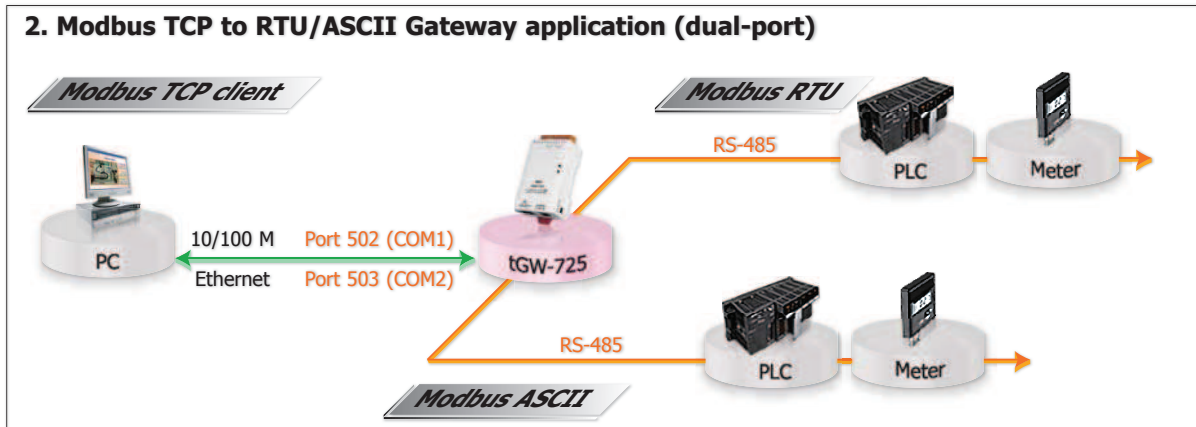 2. Modbus TCP to RTU/ASCII Gateway application (dual-port)
Modbus TCP client
Modbus RTU
RS-485
PLC
Meter
PC
10/100 M
Port 502 (COM1)
Ethernet
Port 503 (COM2)
tGW-725
RS-485
PLC
Meter
Modbus ASCII